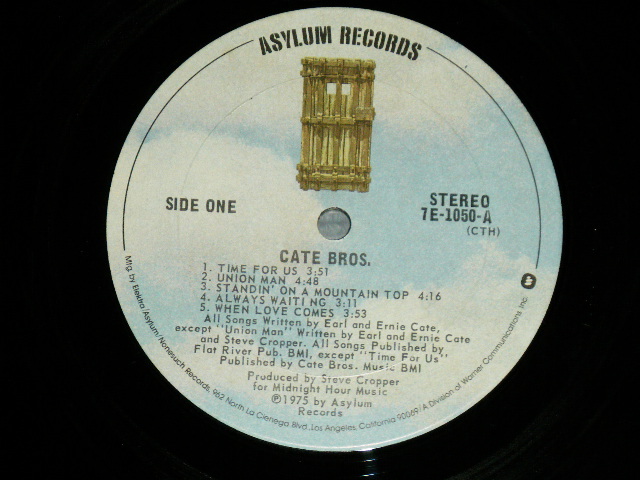 ASYLUM RECORDS
SIDE ONE
STEREO
7E-1050-A
(CTH)
CATE BROS.
1. TIME FOR US 3:51
2. UNION MAN 4:48
3. STANDIN' ON A MOUNTAIN TOP 4:16
4. ALWAYS WAITING 3:11
5. WHEN LOVE COMES 3:53
All Songs Written by Earl and Ernie Cate,
except "Union Man" Written by Earl and Ernie Cate
and Steve Cropper. All Songs Published by
Flat River Pub. BMI, except "Time For Us",
Published by Cate Bros. Music BMI
Produced by Steve Cropper
for Midnight Hour Music
℗1975 by Asylum
Records
Mfg. by Elektra/Asylum/Nonesuch Records, 962 North La Cienega Blvd., Los Angeles, California 90069/A Division of Warner Communications, Inc.